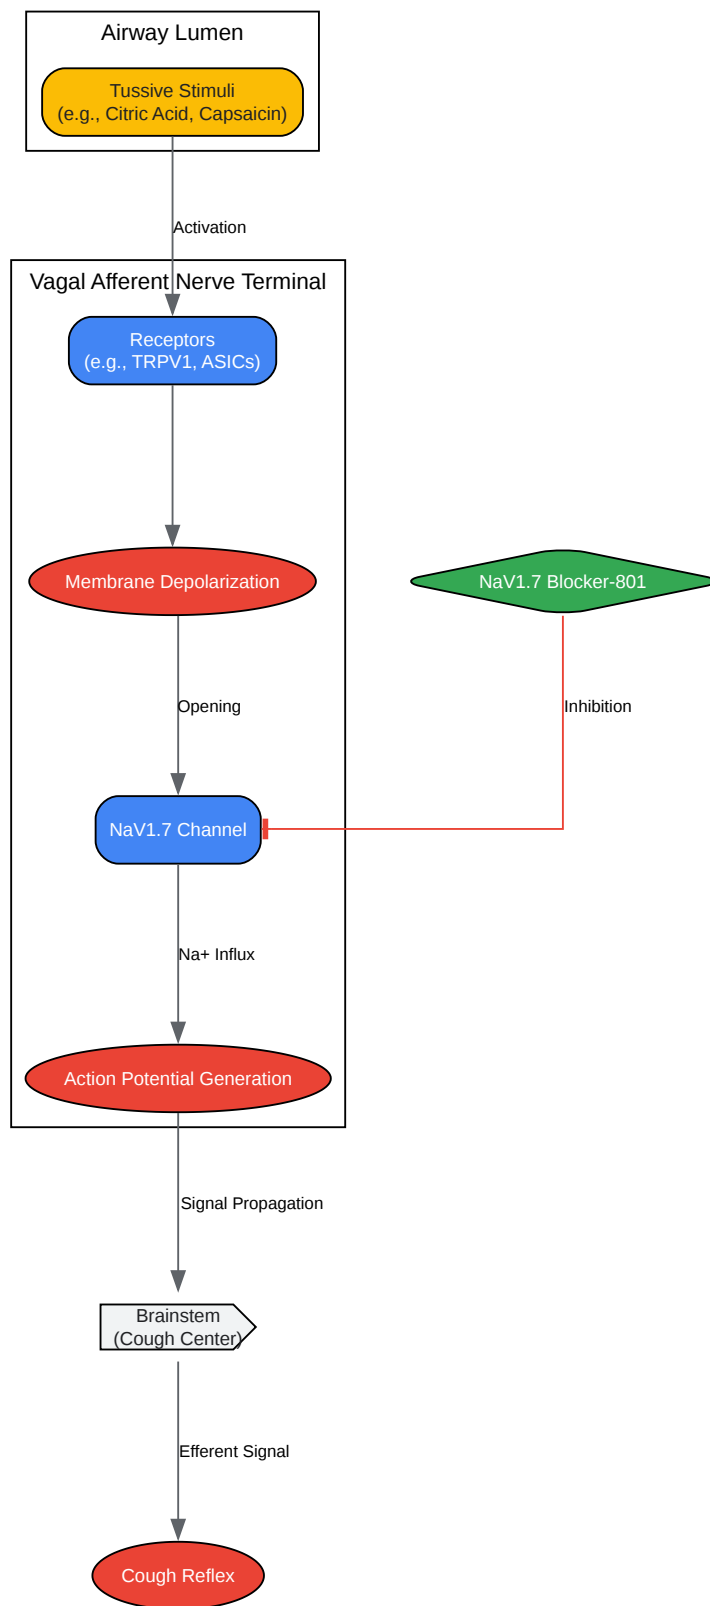 Airway Lumen
Tussive Stimuli
(e.g., Citric Acid, Capsaicin)
Activation
Vagal Afferent Nerve Terminal
Receptors
(e.g., TRPV1, ASICs)
Membrane Depolarization
NaV1.7 Blocker-801
Opening
Inhibition
NaV1.7 Channel
Na+ Influx
Action Potential Generation
Signal Propagation
Brainstem
(Cough Center)
Efferent Signal
Cough Reflex